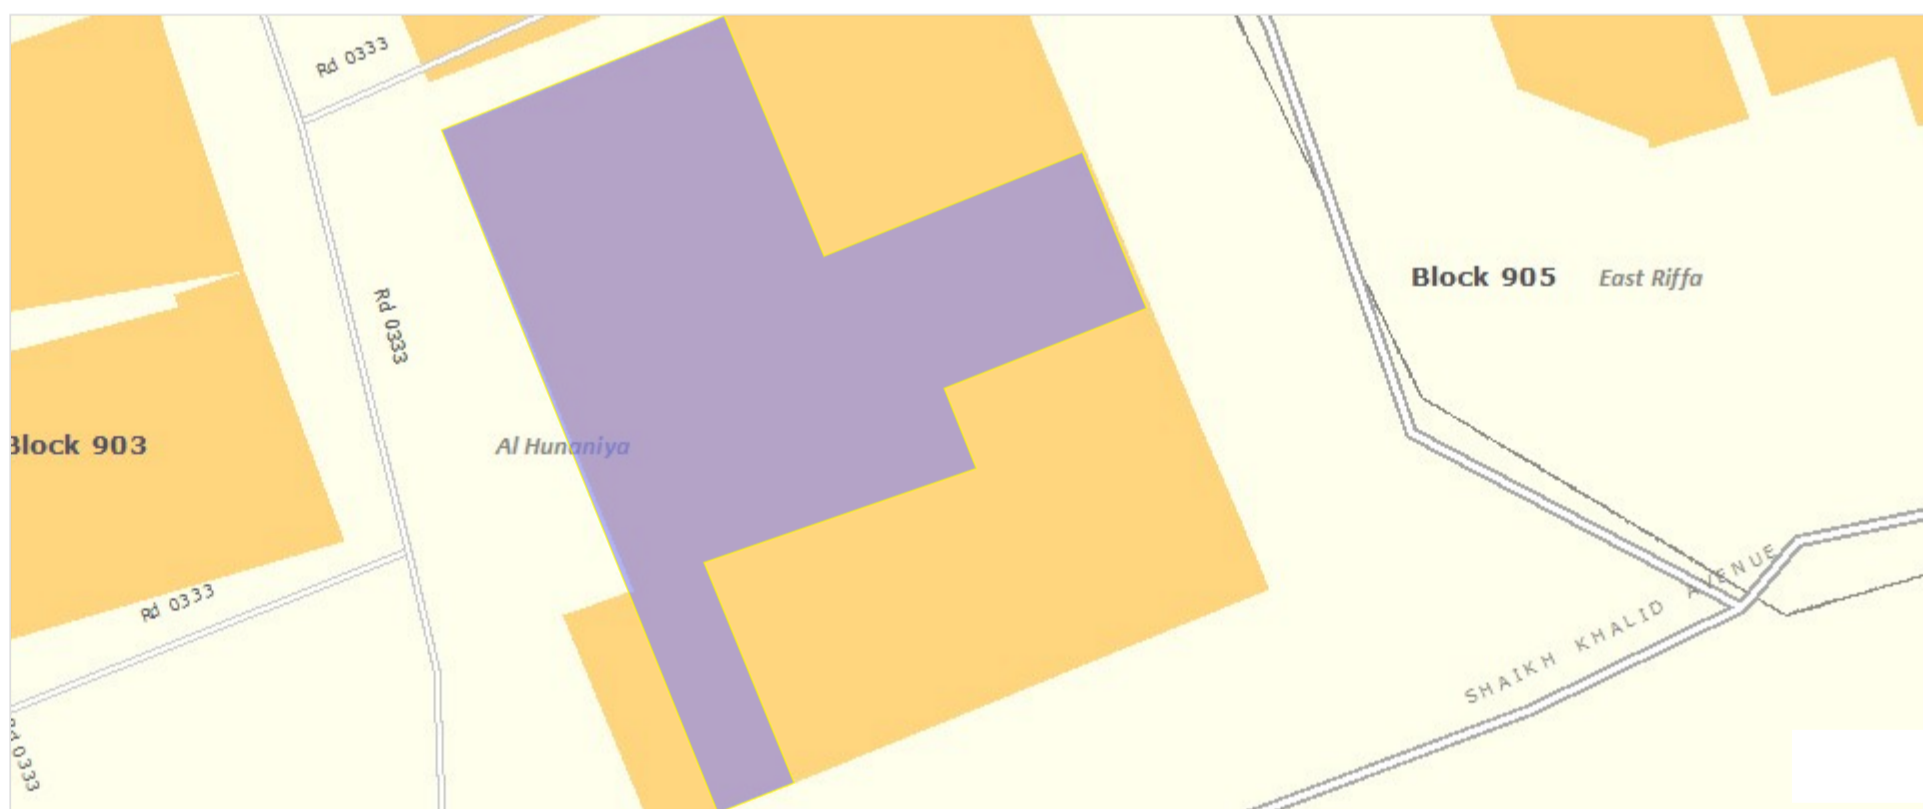 Rd 0333
Rd 0333
Block 905
East Riffa
Block 903
Al Hunaniya
Rd 0333
SHAIKH KHALID AVENUE
Rd 0333